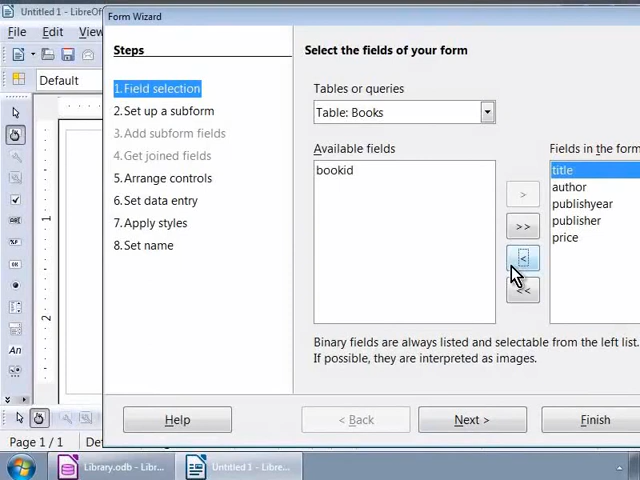 Untitled 1 - LibreOf
Form Wizard
File Edit View
Default
Steps
1.Field selection
2.Set up a subform
3.Add subform fields
4.Get joined fields
5.Arrange controls
6.Set data entry
7.Apply styles
8.Set name
Select the fields of your form
Tables or queries
Table: Books
Available fields
bookid
>
>>
<
<<
Fields in the form
title
author
publishyear
publisher
price
Binary fields are always listed and selectable from the left list.
If possible, they are interpreted as images.
Help
< Back
Next >
Finish
1
2
An
Page 1 / 1
Library.odb - Libre...
Untitled 1 - Libre...